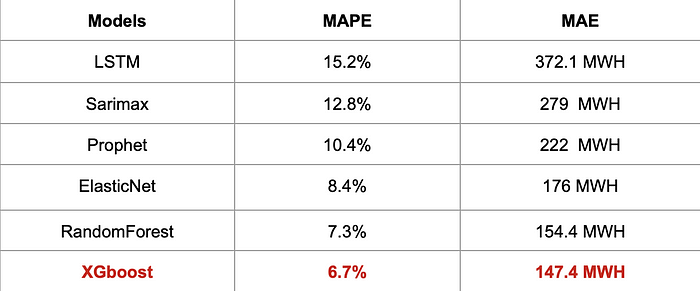 Models MAPE MAE
LSTM 15.2% 372.1 MWH
Sarimax 12.8% 279 MWH
Prophet 10.4% 222 MWH
ElasticNet 8.4% 176 MWH
RandomForest 7.3% 154.4 MWH
XGboost 6.7% 147.4 MWH